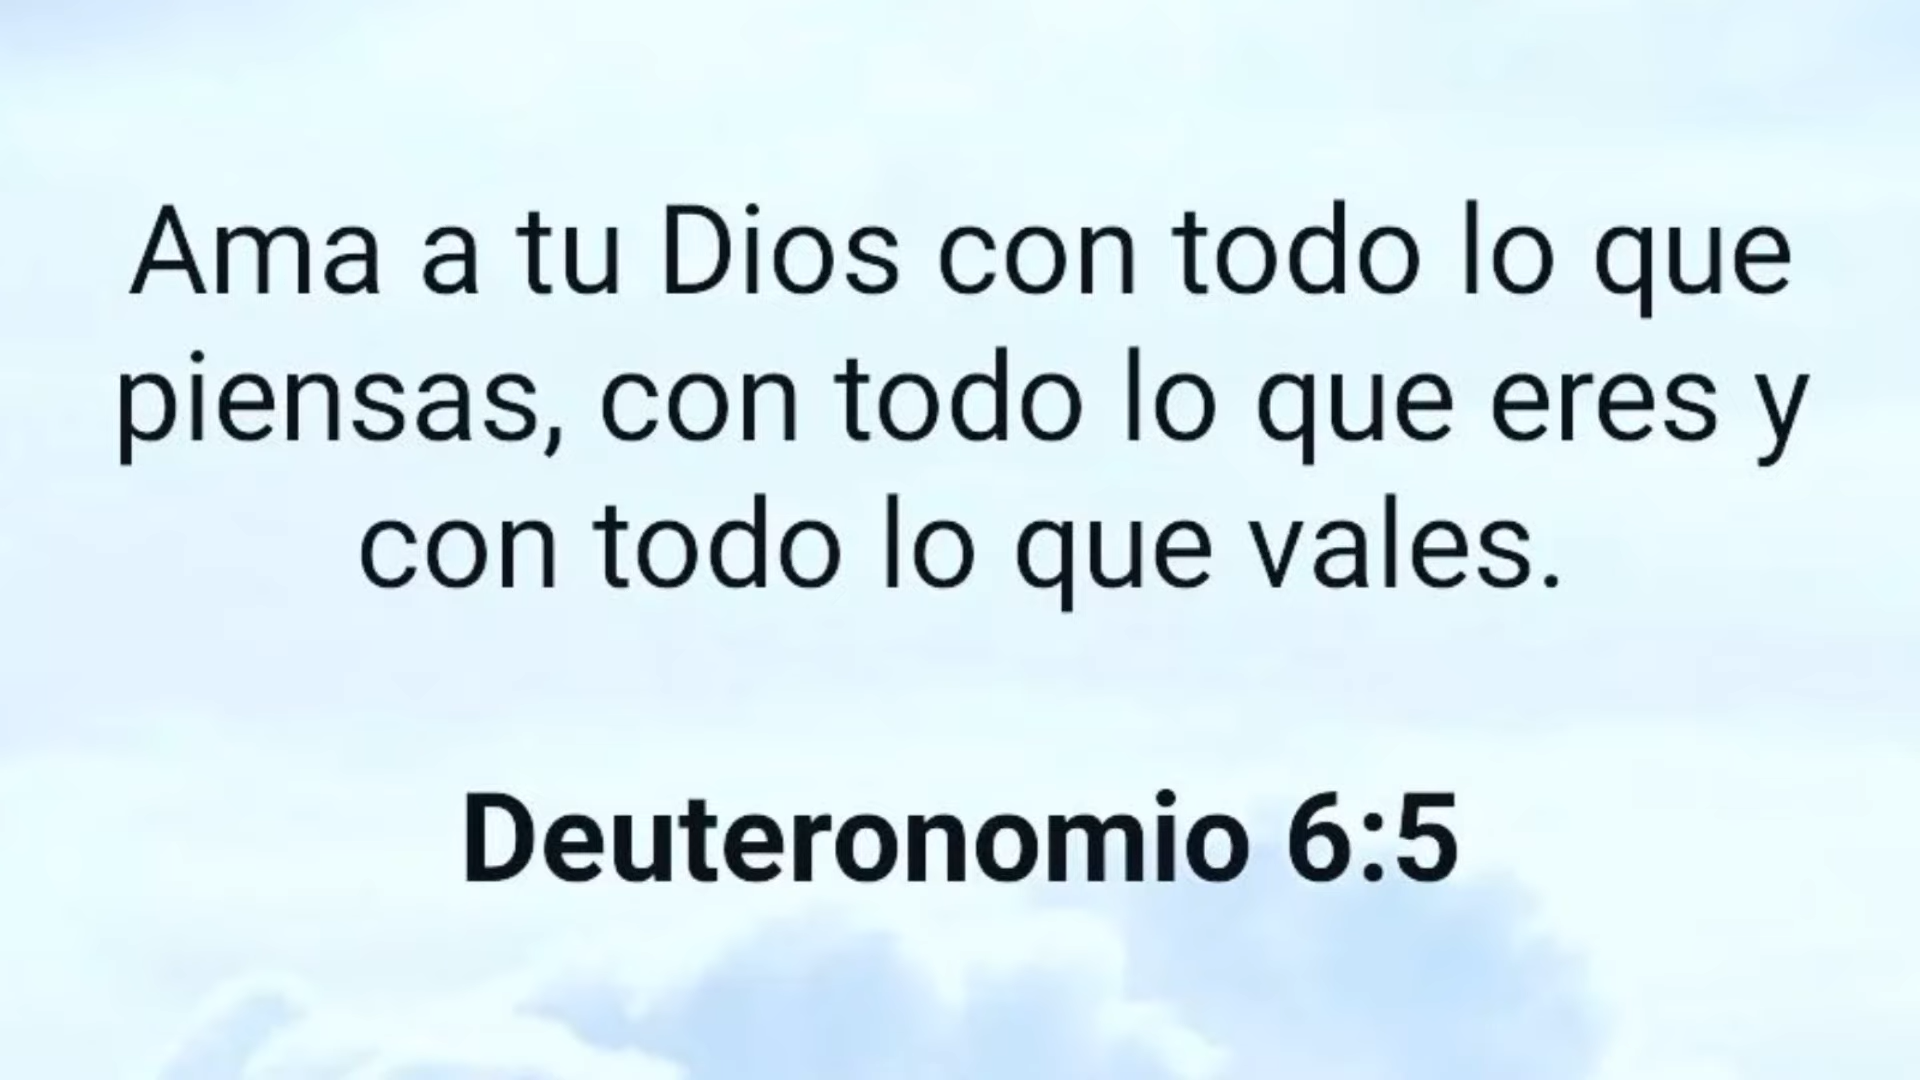 Ama a tu Dios con todo lo que
piensas, con todo lo que eres y
con todo lo que vales.
Deuteronomio 6:5